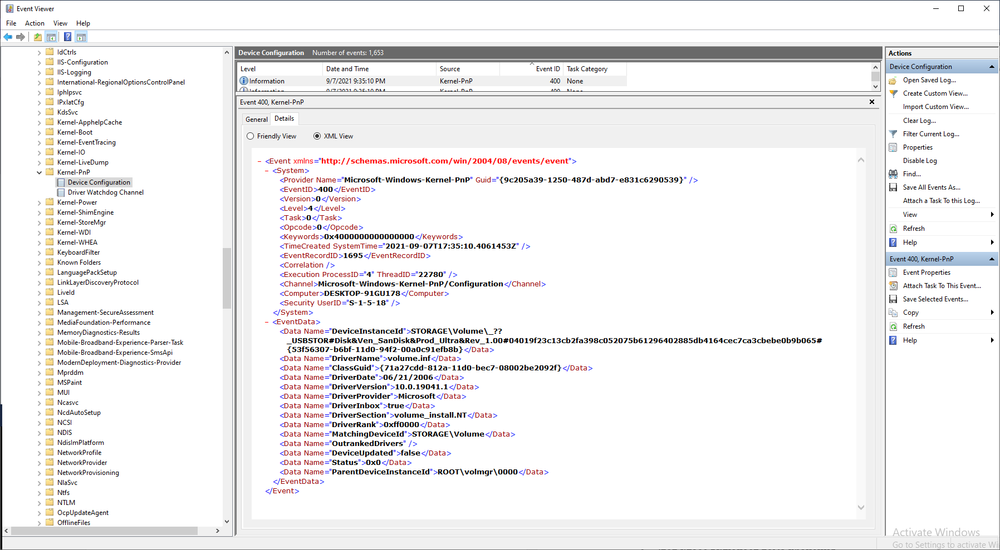 Event Viewer
File Action View Help
IdCtrls
IIS-Configuration
IIS-Logging
International-RegionalOptionsControlPanel
Iphlpsvc
IPxlatCfg
KdsSvc
Kernel-ApphelpCache
Kernel-Boot
Kernel-EventTracing
Kernel-IO
Kernel-LiveDump
Kernel-PnP
Device Configuration
Driver Watchdog Channel
Kernel-Power
Kernel-ShimEngine
Kernel-StoreMgr
Kernel-WDI
Kernel-WHEA
KeyboardFilter
Known Folders
LanguagePackSetup
LinkLayerDiscoveryProtocol
LiveId
LSA
Management-SecureAssessment
MediaFoundation-Performance
MemoryDiagnostics-Results
Mobile-Broadband-Experience-Parser-Task
Mobile-Broadband-Experience-SmsApi
ModernDeployment-Diagnostics-Provider
Mprddm
MSPaint
MUI
Ncasvc
NcdAutoSetup
NCSI
NDIS
NdisImPlatform
NetworkProfile
NetworkProvider
NetworkProvisioning
NlaSvc
Ntfs
NTLM
OcpUpdateAgent
OfflineFiles
Device Configuration Number of events: 1,653
Level Date and Time Source Event ID Task Category
Information 9/7/2021 9:35:10 PM Kernel-PnP 400 None
Information 9/7/2021 9:35:10 PM Kernel-PnP 400 None
Event 400, Kernel-PnP
General Details
Friendly View XML View
- <Event xmlns="http://schemas.microsoft.com/win/2004/08/events/event">
- <System>
<Provider Name="Microsoft-Windows-Kernel-PnP" Guid="{9c205a39-1250-487d-abd7-e831c6290539}" />
<EventID>400</EventID>
<Version>0</Version>
<Level>4</Level>
<Task>0</Task>
<Opcode>0</Opcode>
<Keywords>0x4000000000000000</Keywords>
<TimeCreated SystemTime="2021-09-07T17:35:10.4061453Z" />
<EventRecordID>1695</EventRecordID>
<Correlation />
<Execution ProcessID="4" ThreadID="22780" />
<Channel>Microsoft-Windows-Kernel-PnP/Configuration</Channel>
<Computer>DESKTOP-91GU178</Computer>
<Security UserID="S-1-5-18" />
</System>
- <EventData>
<Data Name="DeviceInstanceId">STORAGE\Volume\_??
_USBSTOR#Disk&Ven_SanDisk&Prod_Ultra&Rev_1.00#04019f23c13cb2fa398c052075b61296402885db4164cec7ca3cbebe0b9b065#
{53f56307-b6bf-11d0-94f2-00a0c91efb8b}</Data>
<Data Name="DriverName">volume.inf</Data>
<Data Name="ClassGuid">{71a27cdd-812a-11d0-bec7-08002be2092f}</Data>
<Data Name="DriverDate">06/21/2006</Data>
<Data Name="DriverVersion">10.0.19041.1</Data>
<Data Name="DriverProvider">Microsoft</Data>
<Data Name="DriverInbox">true</Data>
<Data Name="DriverSection">volume_install.NT</Data>
<Data Name="DriverRank">0xff0000</Data>
<Data Name="MatchingDeviceId">STORAGE\Volume</Data>
<Data Name="OutrankedDrivers" />
<Data Name="DeviceUpdated">false</Data>
<Data Name="Status">0x0</Data>
<Data Name="ParentDeviceInstanceId">ROOT\volmgr\0000</Data>
</EventData>
</Event>
Actions
Device Configuration
Open Saved Log...
Create Custom View...
Import Custom View...
Clear Log...
Filter Current Log...
Properties
Disable Log
Find...
Save All Events As...
Attach a Task To this Log...
View
Refresh
Help
Event 400, Kernel-PnP
Event Properties
Attach Task To This Event...
Save Selected Events...
Copy
Refresh
Help
Activate Windows
Go to Settings to activate Wi